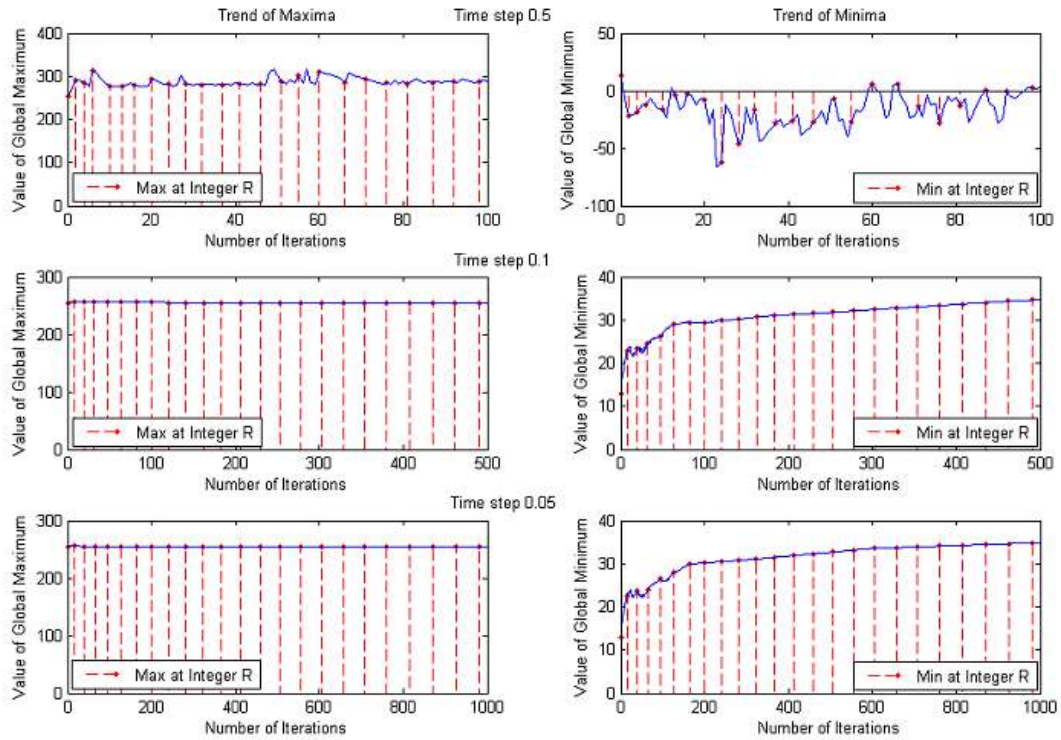 Trend of Maxima
Time step 0.5
Trend of Minima
Value of Global Maximum
400
300
200
100
0
Max at Integer R
0 20 40 60 80 100
Number of Iterations
Value of Global Minimum
50
0
-50
-100
Min at Integer R
0 20 40 60 80 100
Number of Iterations
Time step 0.1
Value of Global Maximum
300
200
100
0
Max at Integer R
0 100 200 300 400 500
Number of Iterations
Value of Global Minimum
40
30
20
10
0
Min at Integer R
0 100 200 300 400 500
Number of Iterations
Time step 0.05
Value of Global Maximum
300
200
100
0
Max at Integer R
0 200 400 600 800 1000
Number of Iterations
Value of Global Minimum
40
30
20
10
0
Min at Integer R
0 200 400 600 800 1000
Number of Iterations